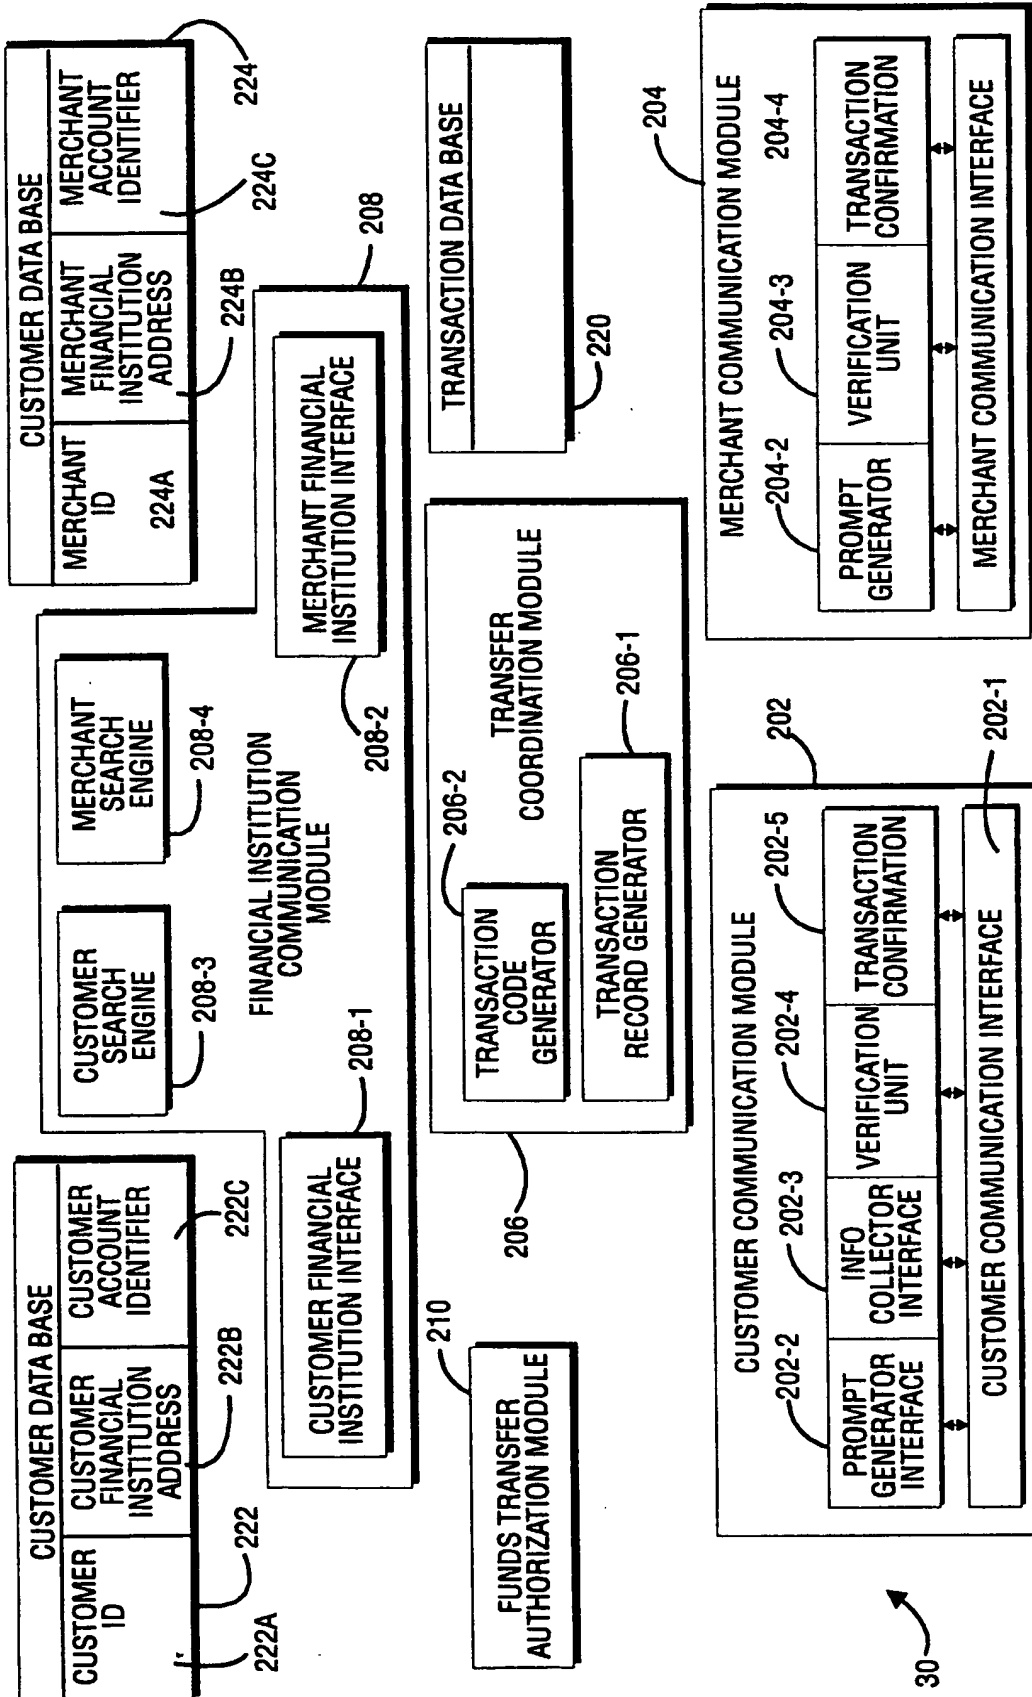 CUSTOMER DATA BASE
CUSTOMER
ID
CUSTOMER
FINANCIAL
INSTITUTION
ADDRESS
CUSTOMER
ACCOUNT
IDENTIFIER
222A
222
222B
222C
CUSTOMER
SEARCH
ENGINE
208-3
MERCHANT
SEARCH
ENGINE
208-4
CUSTOMER DATA BASE
MERCHANT
ID
224A
MERCHANT
FINANCIAL
INSTITUTION
ADDRESS
MERCHANT
ACCOUNT
IDENTIFIER
224B
224C
224
FINANCIAL INSTITUTION
COMMUNICATION
MODULE
CUSTOMER FINANCIAL
INSTITUTION INTERFACE
208-1
MERCHANT FINANCIAL
INSTITUTION INTERFACE
208-2
208
FUNDS TRANSFER
AUTHORIZATION MODULE
210
206
TRANSACTION
CODE
GENERATOR
206-2
TRANSFER
COORDINATION MODULE
TRANSACTION
RECORD GENERATOR
206-1
TRANSACTION DATA BASE
220
30
CUSTOMER COMMUNICATION MODULE
202
202-2
202-3
202-4
202-5
PROMPT
GENERATOR
INTERFACE
INFO
COLLECTOR
INTERFACE
VERIFICATION
UNIT
TRANSACTION
CONFIRMATION
CUSTOMER COMMUNICATION INTERFACE
202-1
MERCHANT COMMUNICATION MODULE
204
204-2
204-3
204-4
PROMPT
GENERATOR
VERIFICATION
UNIT
TRANSACTION
CONFIRMATION
MERCHANT COMMUNICATION INTERFACE